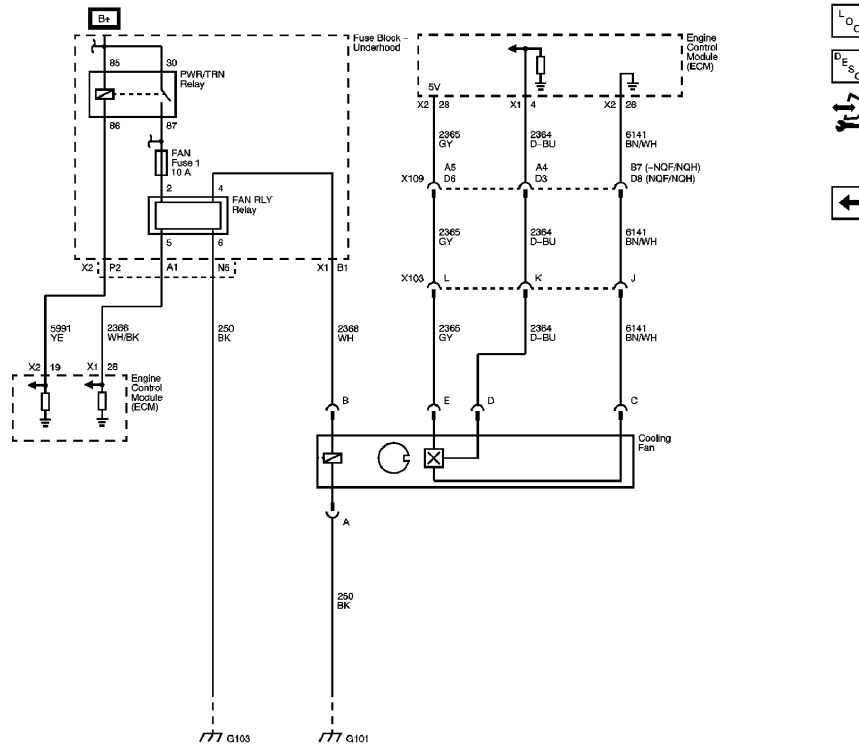 B+
Fuse Block –
Underhood
Engine
Control
Module
(ECM)
85 30
PWR/TRN
Relay
86 87
FAN
Fuse 1
10 A
2 4
FAN RLY
Relay
5 6
X2 P2 A1 N6 X1 B1
5V
X2 28 X1 4 X2 26
2365
GY
2364
D–BU
6141
BN/WH
X109
A5
D6
A4
D3
B7 (–NQF/NQH)
D8 (NQF/NQH)
2365
GY
2364
D–BU
6141
BN/WH
X103 L K J
5991
YE
2366
WH/BK
250
BK
2368
WH
2365
GY
2364
D–BU
6141
BN/WH
X2 19 X1 28
Engine
Control
Module
(ECM)
B E D C
Cooling
Fan
A
250
BK
G103
G101
L
O
C
D
E
S
C